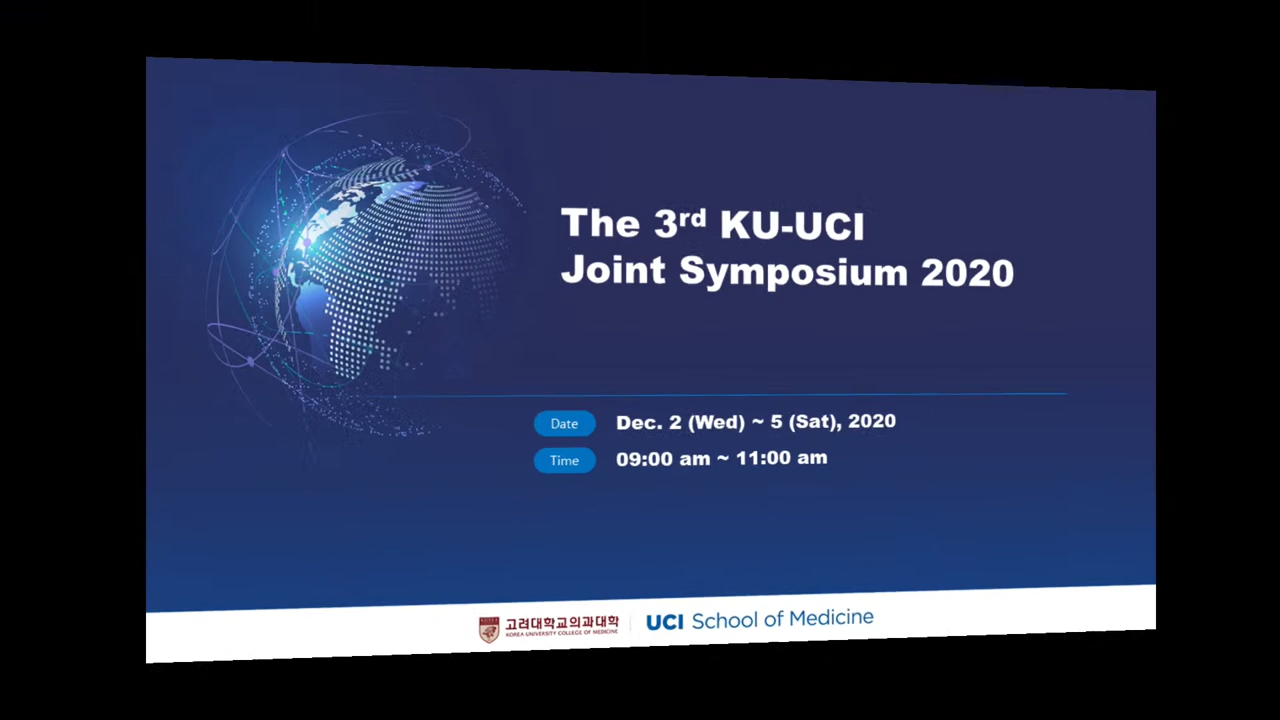 The 3rd KU-UCI
Joint Symposium 2020
Date Dec. 2 (Wed) ~ 5 (Sat), 2020
Time 09:00 am ~ 11:00 am
고려대학교의과대학
KOREA UNIVERSITY COLLEGE OF MEDICINE
UCI School of Medicine